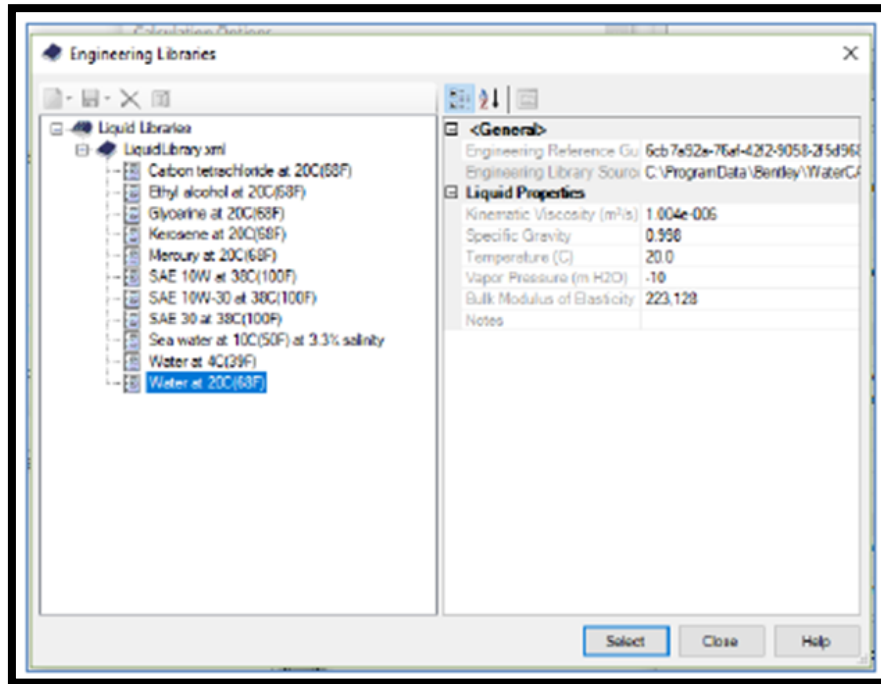 Calculation Options
Engineering Libraries
Liquid Libraries
LiquidLibrary.xml
Carbon tetrachloride at 20C(68F)
Ethyl alcohol at 20C(68F)
Glycerine at 20C(68F)
Kerosene at 20C(68F)
Mercury at 20C(68F)
SAE 10W at 38C(100F)
SAE 10W-30 at 38C(100F)
SAE 30 at 38C(100F)
Sea water at 10C(50F) at 3.3% salinity
Water at 4C(39F)
Water at 20C(68F)
<General>
Engineering Reference Gu
Engineering Library Sourc C:\ProgramData\Bentley\WaterCA
Liquid Properties
Kinematic Viscosity (m²/s) 1.004e-006
Specific Gravity 0.998
Temperature (C) 20.0
Vapor Pressure (m H2O) -10
Bulk Modulus of Elasticity 223,128
Notes
Select Close Help